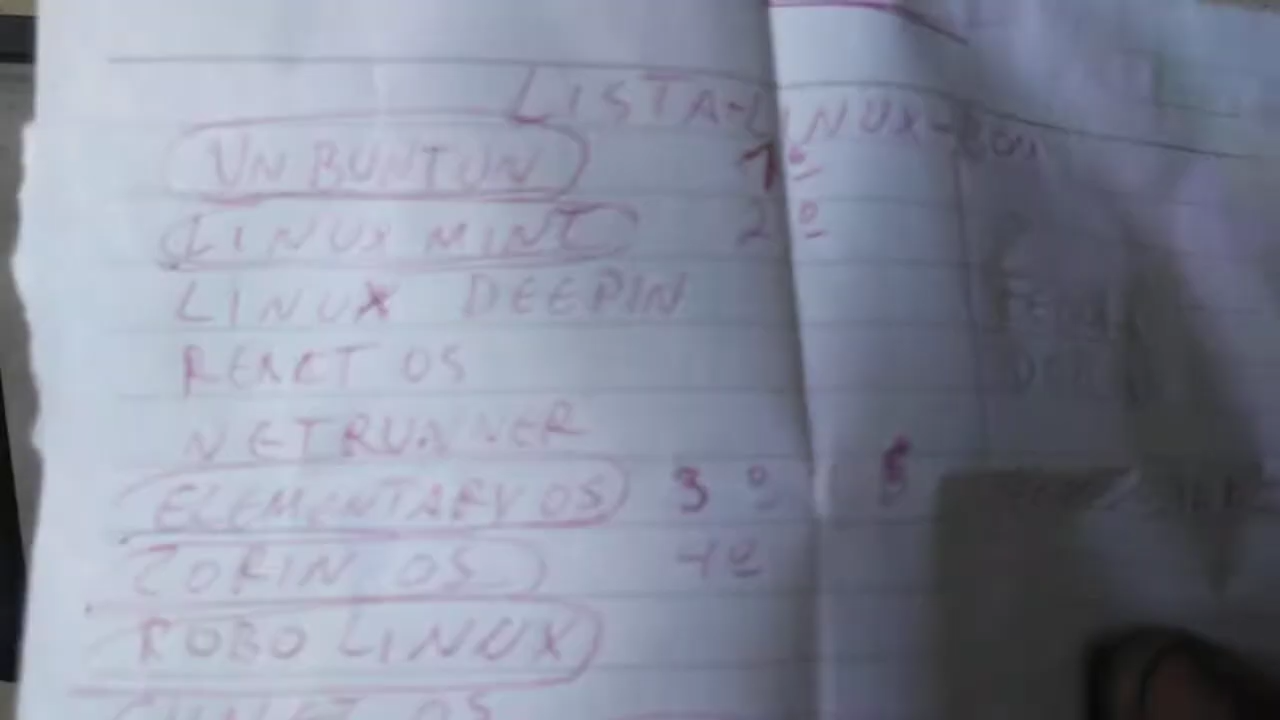 LISTA-LINUX-
UNBUNTUN 1º
LINUX MINT 2º
LINUX DEEPIN
REACT OS
NETRUNNER
ELEMENTARY OS 3º
ZORIN OS 4º
ROBO LINUX